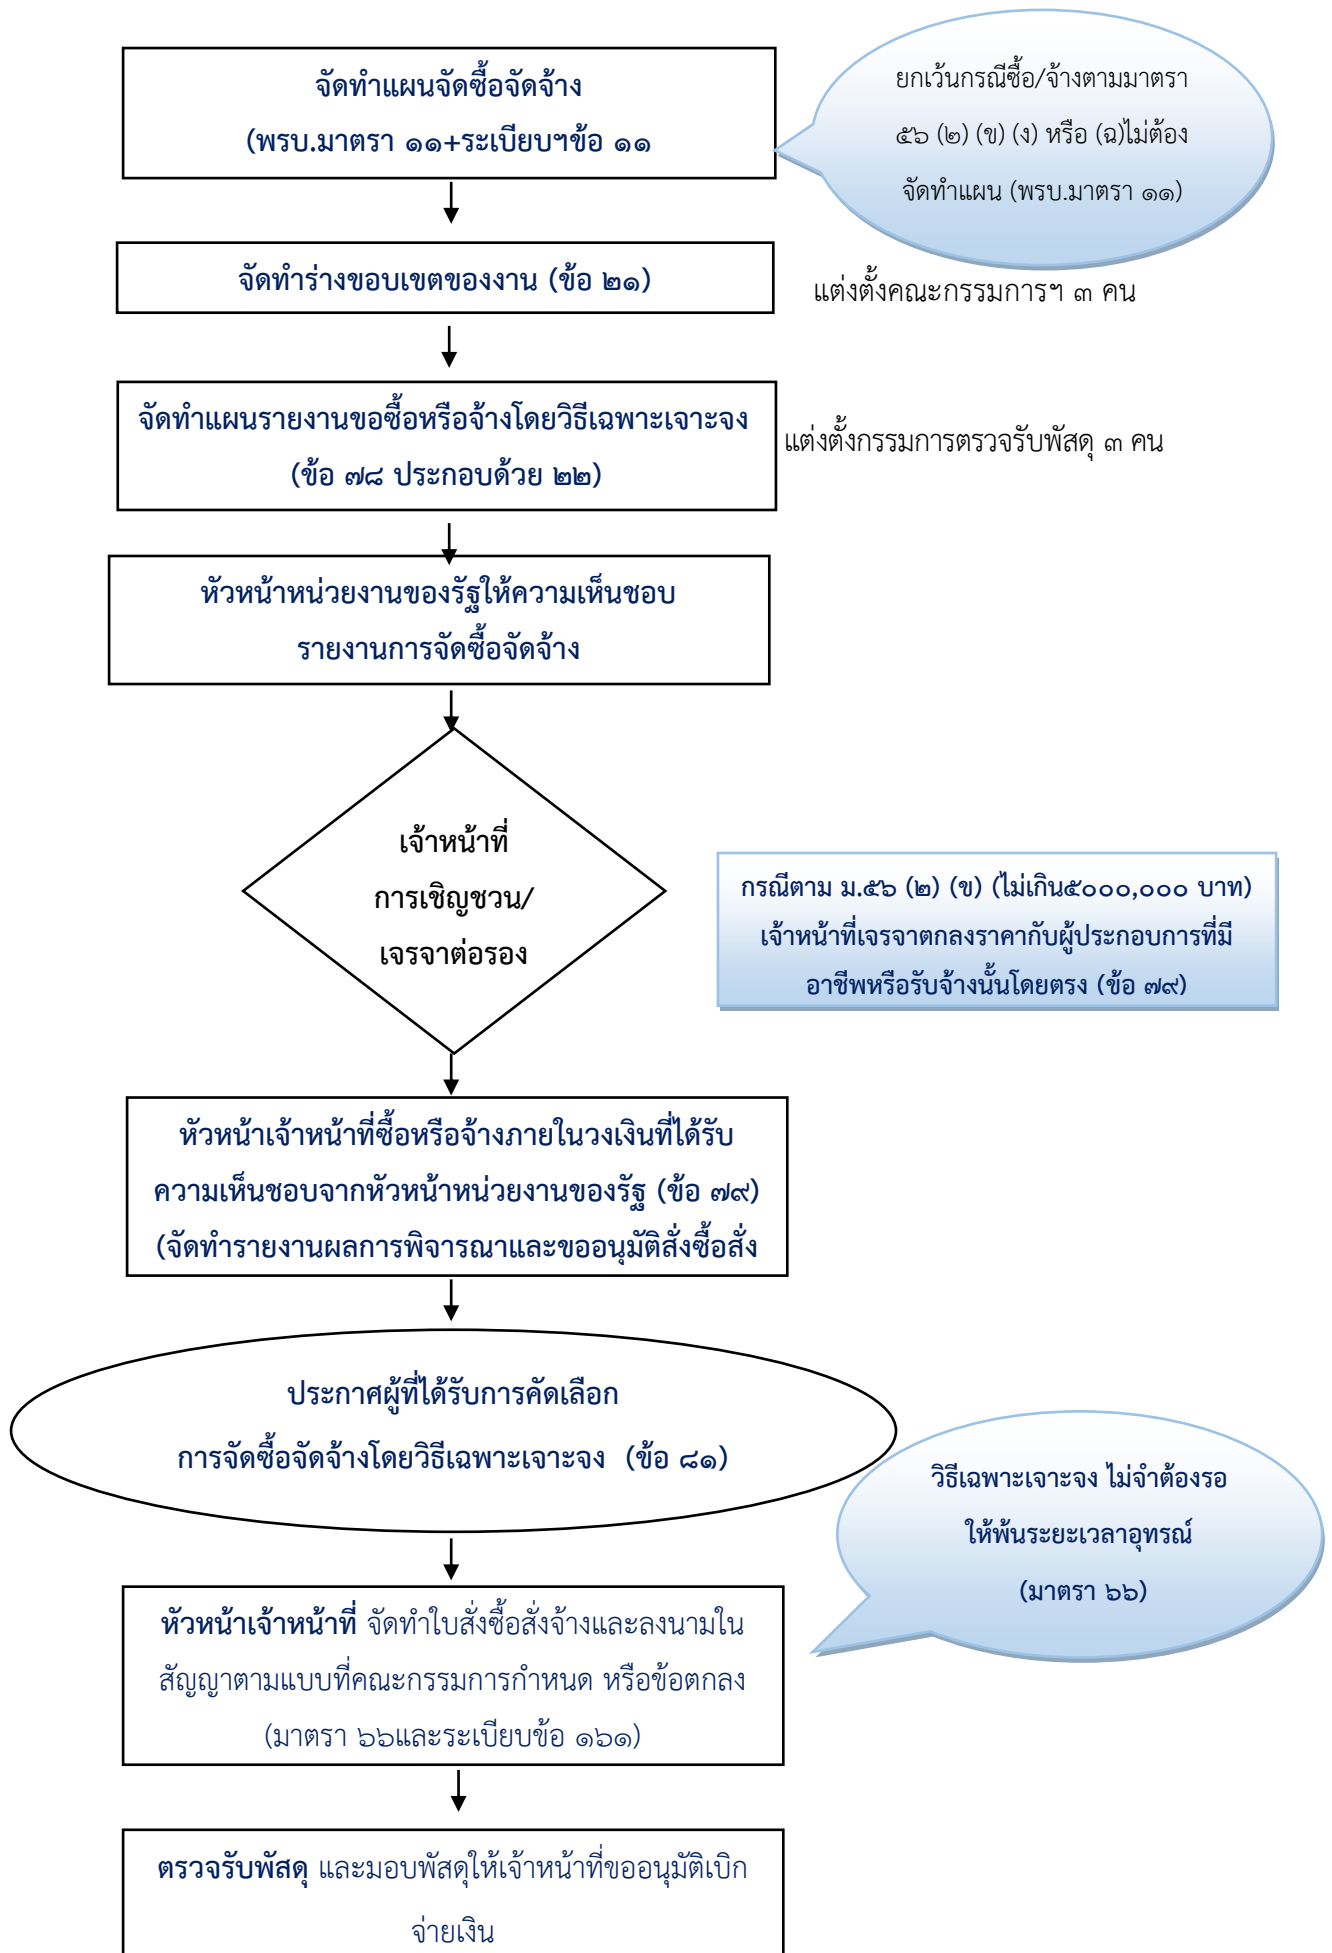 จัดทำแผนจัดซื้อจัดจ้าง
(พรบ.มาตรา ๑๑+ระเบียบฯข้อ ๑๑
ยกเว้นกรณีซื้อ/จ้างตามมาตรา
๕๖ (๒) (ข) (ง) หรือ (ฉ)ไม่ต้อง
จัดทำแผน (พรบ.มาตรา ๑๑)
จัดทำร่างขอบเขตของงาน (ข้อ ๒๑)
แต่งตั้งคณะกรรมการฯ ๓ คน
จัดทำแผนรายงานขอซื้อหรือจ้างโดยวิธีเฉพาะเจาะจง
(ข้อ ๗๘ ประกอบด้วย ๒๒)
แต่งตั้งกรรมการตรวจรับพัสดุ ๓ คน
หัวหน้าหน่วยงานของรัฐให้ความเห็นชอบ
รายงานการจัดซื้อจัดจ้าง
เจ้าหน้าที่
การเชิญชวน/
เจรจาต่อรอง
กรณีตาม ม.๕๖ (๒) (ข) (ไม่เกิน๕๐๐๐,๐๐๐ บาท)
เจ้าหน้าที่เจรจาตกลงราคากับผู้ประกอบการที่มี
อาชีพหรือรับจ้างนั้นโดยตรง (ข้อ ๗๙)
หัวหน้าเจ้าหน้าที่ซื้อหรือจ้างภายในวงเงินที่ได้รับ
ความเห็นชอบจากหัวหน้าหน่วยงานของรัฐ (ข้อ ๗๙)
(จัดทำรายงานผลการพิจารณาและขออนุมัติสั่งซื้อสั่ง
ประกาศผู้ที่ได้รับการคัดเลือก
การจัดซื้อจัดจ้างโดยวิธีเฉพาะเจาะจง (ข้อ ๘๑)
วิธีเฉพาะเจาะจง ไม่จำต้องรอ
ให้พ้นระยะเวลาอุทรณ์
(มาตรา ๖๖)
หัวหน้าเจ้าหน้าที่ จัดทำใบสั่งซื้อสั่งจ้างและลงนามใน
สัญญาตามแบบที่คณะกรรมการกำหนด หรือข้อตกลง
(มาตรา ๖๖และระเบียบข้อ ๑๖๑)
ตรวจรับพัสดุ และมอบพัสดุให้เจ้าหน้าที่ขออนุมัติเบิก
จ่ายเงิน